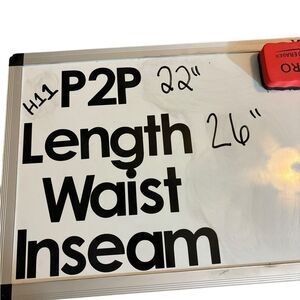 H11 P2P 22"
Length 26"
Waist
Inseam